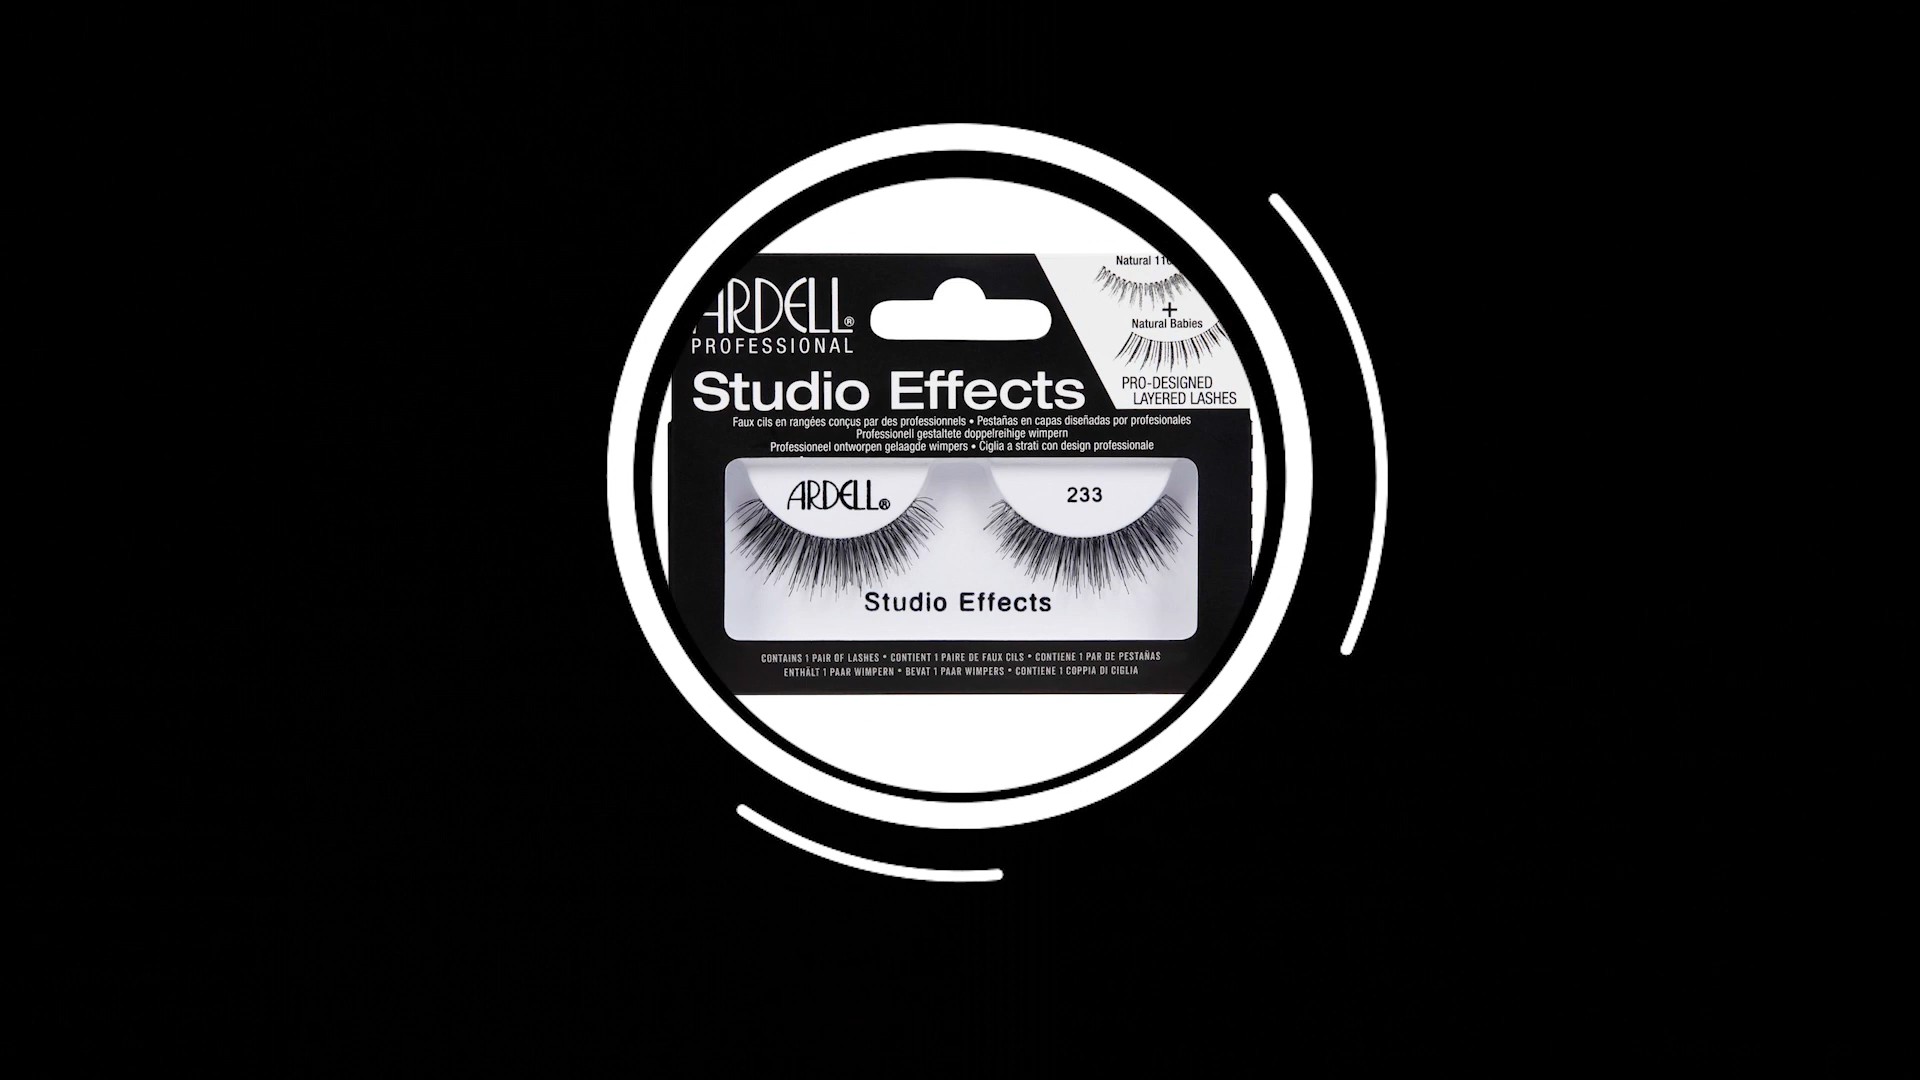 ARDELL®
PROFESSIONAL
Natural
+
Natural Babies
PRO-DESIGNED
LAYERED LASHES
Studio Effects
Faux cils en rangées conçus par des professionnels • Pestañas en capas diseñadas por profesionales
Professionell gestaltete doppelreihige wimpern
Professioneel ontworpen gelaagde wimpers • Ciglia a strati con design professionale
ARDELL®
233
Studio Effects
CONTAINS 1 PAIR OF LASHES • CONTIENT 1 PAIRE DE FAUX CILS • CONTIENE 1 PAR DE PESTAÑAS
ENTHÄLT 1 PAAR WIMPERN • BEVAT 1 PAAR WIMPERS • CONTIENE 1 COPPIA DI CIGLIA